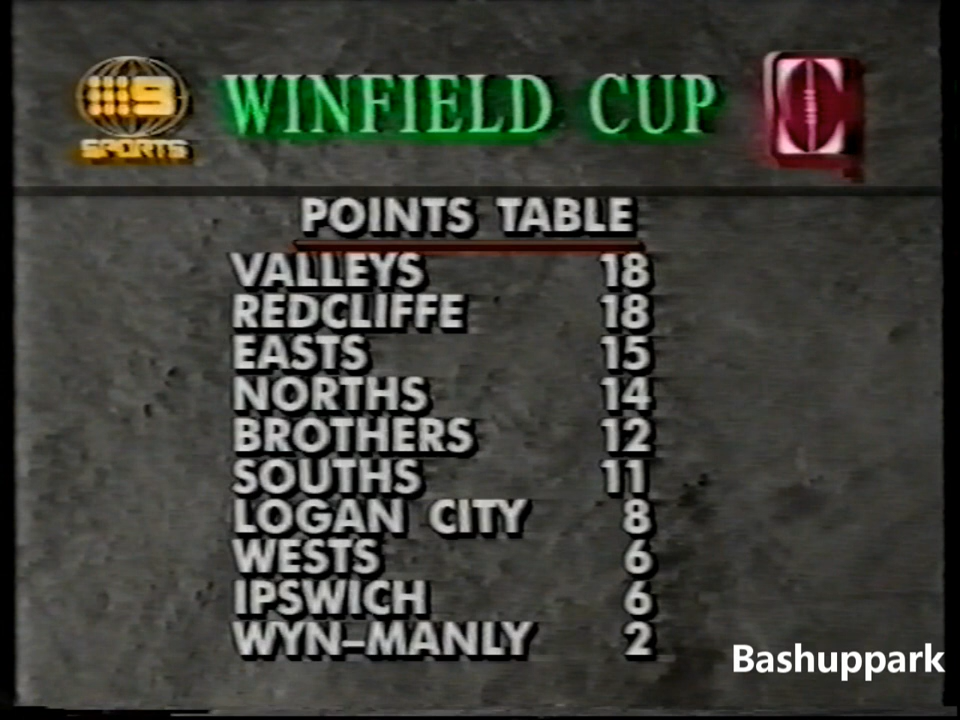 9
SPORTS
WINFIELD CUP
POINTS TABLE
VALLEYS 18
REDCLIFFE 18
EASTS 15
NORTHS 14
BROTHERS 12
SOUTHS 11
LOGAN CITY 8
WESTS 6
IPSWICH 6
WYN-MANLY 2
Bashuppark